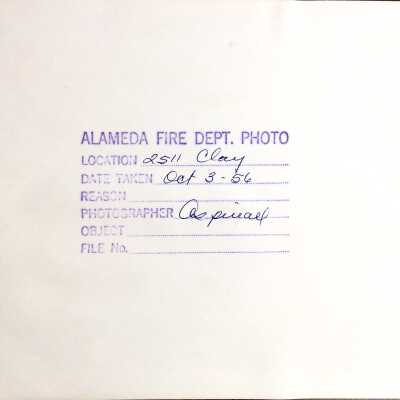 ALAMEDA FIRE DEPT. PHOTO
LOCATION 2511 Clay
DATE TAKEN Oct 3-56
REASON
PHOTOGRAPHER Aspinall
OBJECT
FILE No.